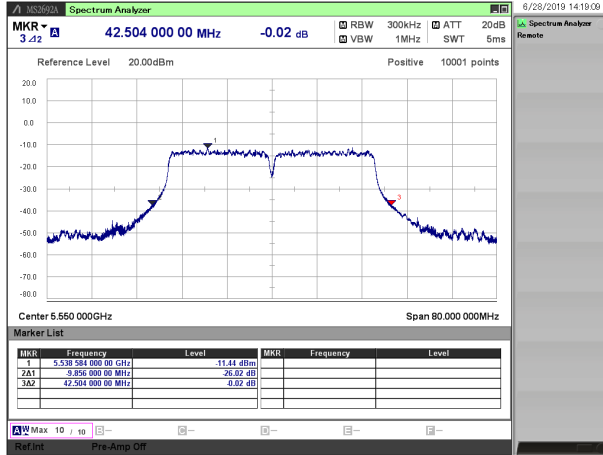 MS2692A Spectrum Analyzer
6/28/2019 14:19:09
MKR
3 Δ2 A 42.504 000 00 MHz -0.02 dB
M RBW 300kHz M ATT 20dB
M VBW 1MHz SWT 5ms
Spectrum Analyzer
Remote
Reference Level 20.00dBm Positive 10001 points
20.0
10.0
0.0
-10.0
1
-20.0
-30.0
3
-40.0
-50.0
-60.0
-70.0
-80.0
Center 5.550 000GHz Span 80.000 000MHz
Marker List
MKR Frequency Level MKR Frequency Level
1 5.538 584 000 00 GHz -11.44 dBm
2Δ1 -9.856 000 00 MHz -26.02 dB
3Δ2 42.504 000 00 MHz -0.02 dB
A W Max 10 / 10 B-- C-- D-- E-- F--
Ref.Int Pre-Amp Off